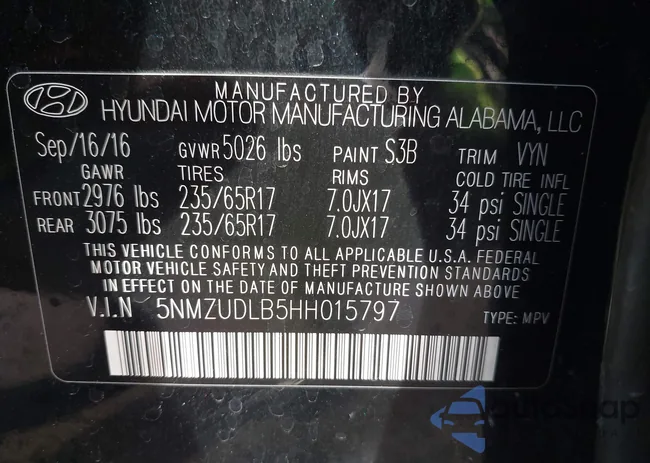 MANUFACTURED BY
HYUNDAI MOTOR MANUFACTURING ALABAMA, LLC
Sep/16/16 GVWR 5026 lbs PAINT S3B TRIM VYN
GAWR TIRES RIMS COLD TIRE INFL
FRONT 2976 lbs 235/65R17 7.0JX17 34 psi SINGLE
REAR 3075 lbs 235/65R17 7.0JX17 34 psi SINGLE
THIS VEHICLE CONFORMS TO ALL APPLICABLE U.S.A. FEDERAL
MOTOR VEHICLE SAFETY AND THEFT PREVENTION STANDARDS
IN EFFECT ON THE DATE OF MANUFACTURE SHOWN ABOVE
V.I.N 5NMZUDLB5HH015797 TYPE: MPV